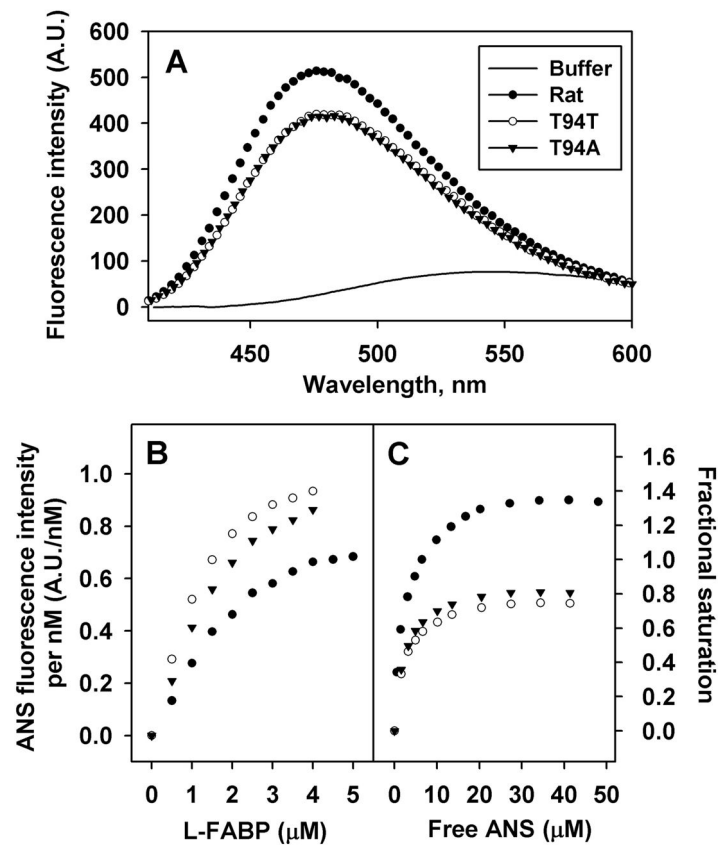 A
Fluorescence intensity (A.U.)
600
500
400
300
200
100
0
Buffer
Rat
T94T
T94A
450
500
550
600
Wavelength, nm
B
ANS fluorescence intensity
per nM (A.U./nM)
1.0
0.8
0.6
0.4
0.2
0.0
0
1
2
3
4
5
L-FABP (μM)
C
0
10
20
30
40
50
Free ANS (μM)
1.6
1.4
1.2
1.0
0.8
0.6
0.4
0.2
0.0
Fractional saturation